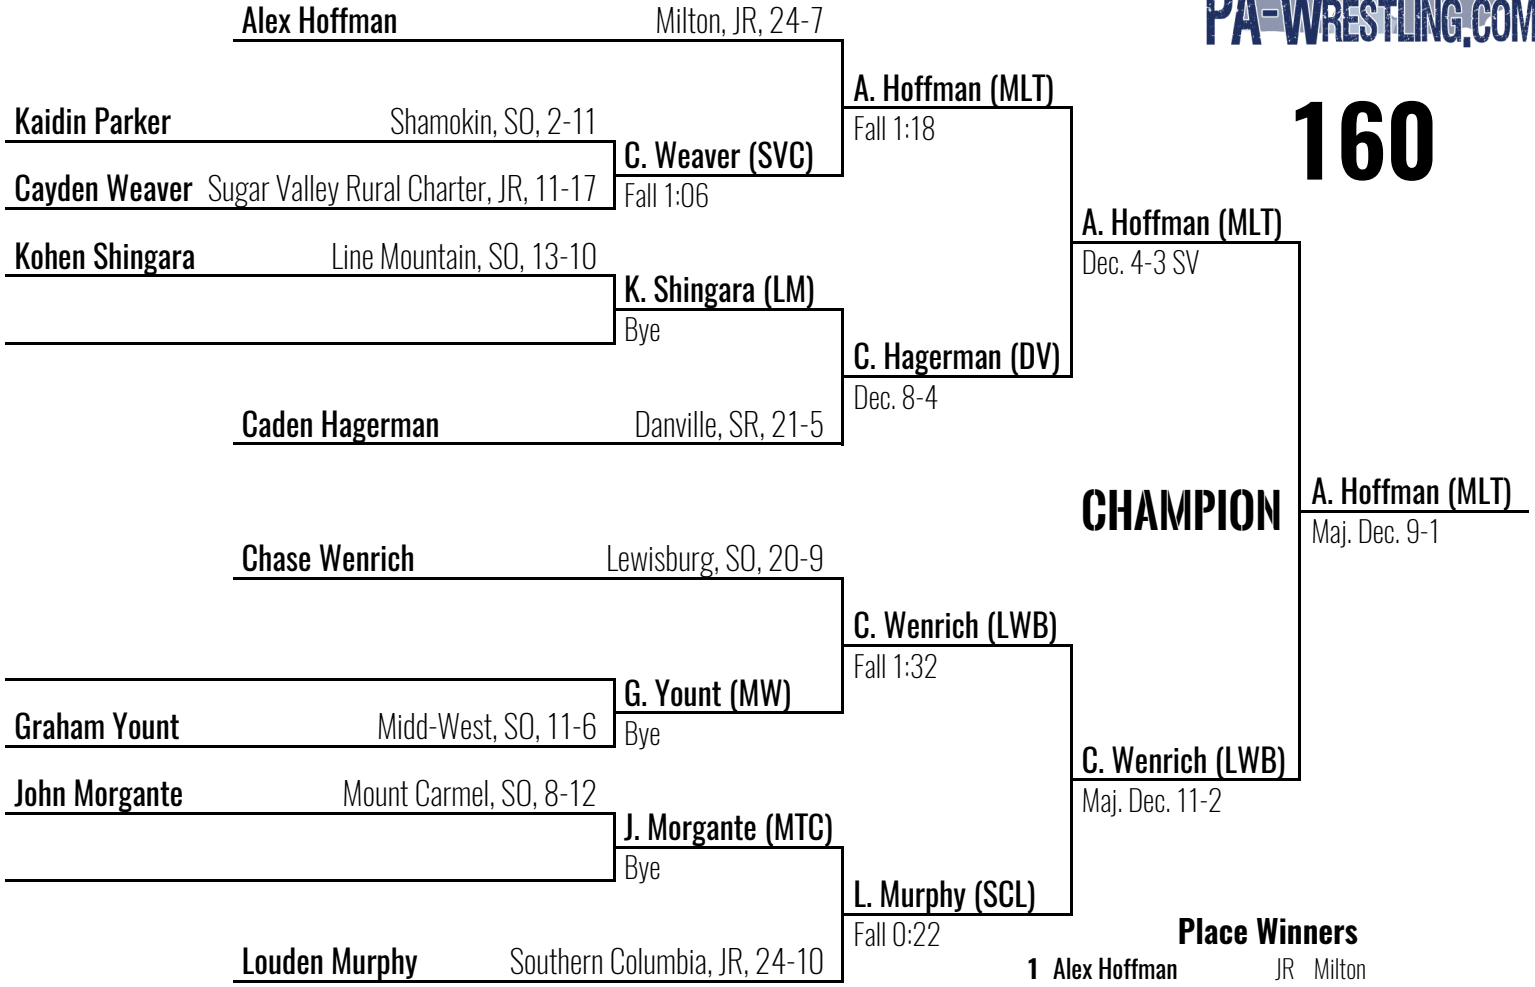 PA-WRESTLING.COM
160
Alex Hoffman Milton, JR, 24-7
A. Hoffman (MLT)
Fall 1:18
Kaidin Parker Shamokin, SO, 2-11
C. Weaver (SVC)
Fall 1:06
Cayden Weaver Sugar Valley Rural Charter, JR, 11-17
A. Hoffman (MLT)
Dec. 4-3 SV
Kohen Shingara Line Mountain, SO, 13-10
K. Shingara (LM)
Bye
C. Hagerman (DV)
Dec. 8-4
Caden Hagerman Danville, SR, 21-5
CHAMPION
A. Hoffman (MLT)
Maj. Dec. 9-1
Chase Wenrich Lewisburg, SO, 20-9
C. Wenrich (LWB)
Fall 1:32
G. Yount (MW)
Bye
Graham Yount Midd-West, SO, 11-6
C. Wenrich (LWB)
Maj. Dec. 11-2
John Morgante Mount Carmel, SO, 8-12
J. Morgante (MTC)
Bye
L. Murphy (SCL)
Fall 0:22
Louden Murphy Southern Columbia, JR, 24-10
Place Winners
1 Alex Hoffman JR Milton